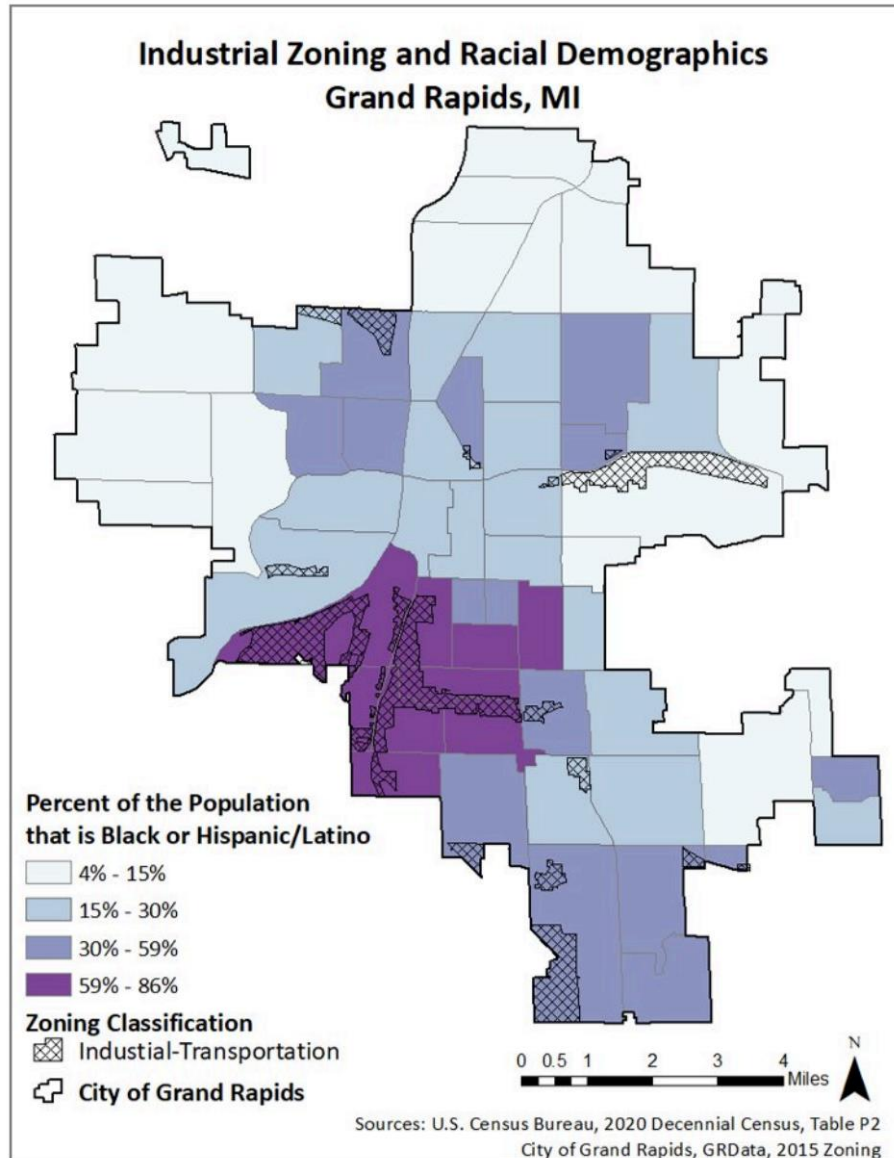 Industrial Zoning and Racial Demographics
Grand Rapids, MI
Percent of the Population
that is Black or Hispanic/Latino
4% - 15%
15% - 30%
30% - 59%
59% - 86%
Zoning Classification
Industial-Transportation
City of Grand Rapids
N
0 0.5 1 2 3 4
Miles
Sources: U.S. Census Bureau, 2020 Decennial Census, Table P2
City of Grand Rapids, GRData, 2015 Zoning